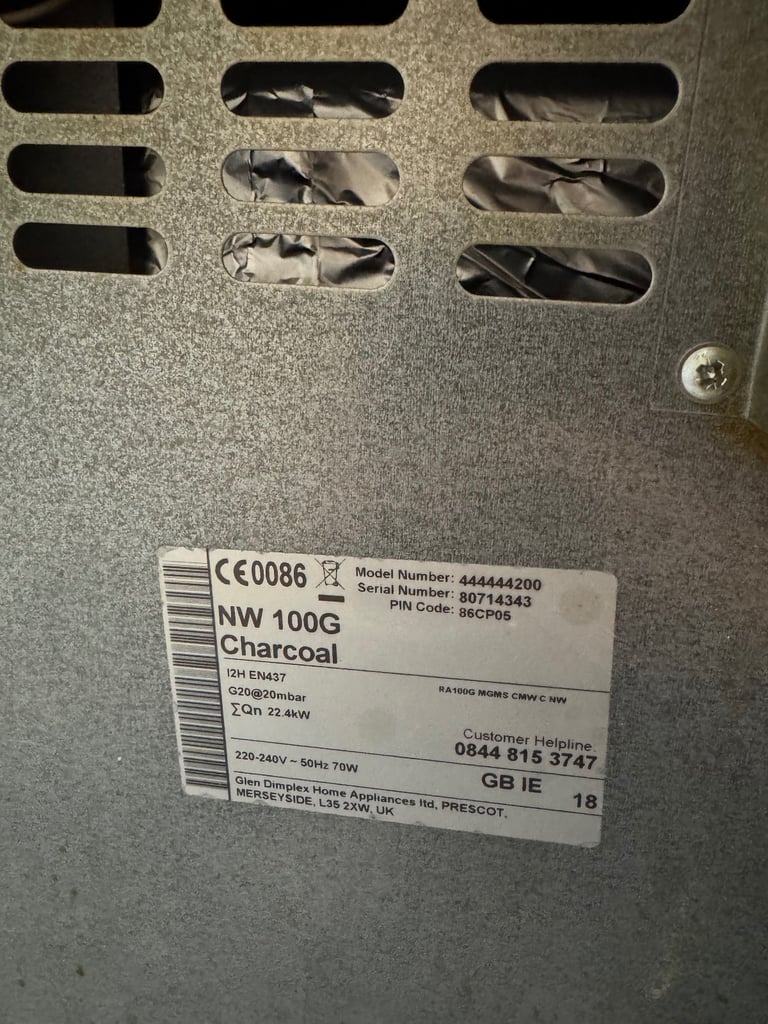 CE0086
Model Number: 444444200
Serial Number: 80714343
PIN Code: 86CP05
NW 100G
Charcoal
I2H EN437
RA100G MGMS CMW C NW
G20@20mbar
∑Qn 22.4kW
Customer Helpline.
0844 815 3747
220-240V ~ 50Hz 70W
GB IE
18
Glen Dimplex Home Appliances ltd, PRESCOT,
MERSEYSIDE, L35 2XW, UK